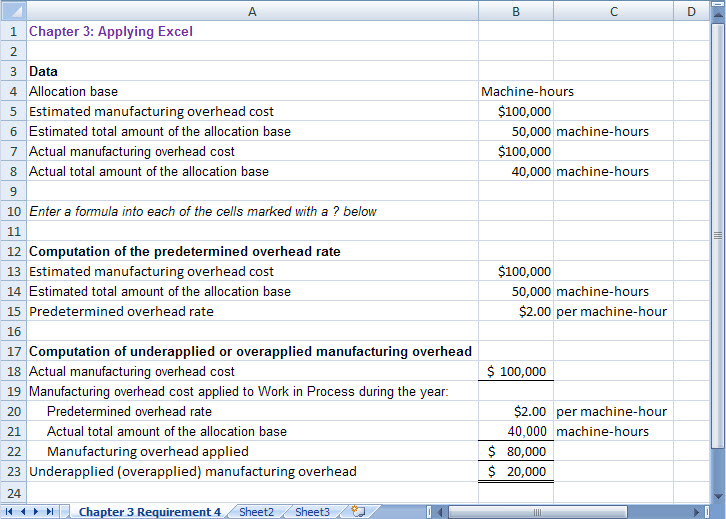 A B C D
1 Chapter 3: Applying Excel
2
3 Data
4 Allocation base Machine-hours
5 Estimated manufacturing overhead cost $100,000
6 Estimated total amount of the allocation base 50,000 machine-hours
7 Actual manufacturing overhead cost $100,000
8 Actual total amount of the allocation base 40,000 machine-hours
9
10 Enter a formula into each of the cells marked with a ? below
11
12 Computation of the predetermined overhead rate
13 Estimated manufacturing overhead cost $100,000
14 Estimated total amount of the allocation base 50,000 machine-hours
15 Predetermined overhead rate $2.00 per machine-hour
16
17 Computation of underapplied or overapplied manufacturing overhead
18 Actual manufacturing overhead cost $ 100,000
19 Manufacturing overhead cost applied to Work in Process during the year:
20 Predetermined overhead rate $2.00 per machine-hour
21 Actual total amount of the allocation base 40,000 machine-hours
22 Manufacturing overhead applied $ 80,000
23 Underapplied (overapplied) manufacturing overhead $ 20,000
24
Chapter 3 Requirement 4 Sheet2 Sheet3